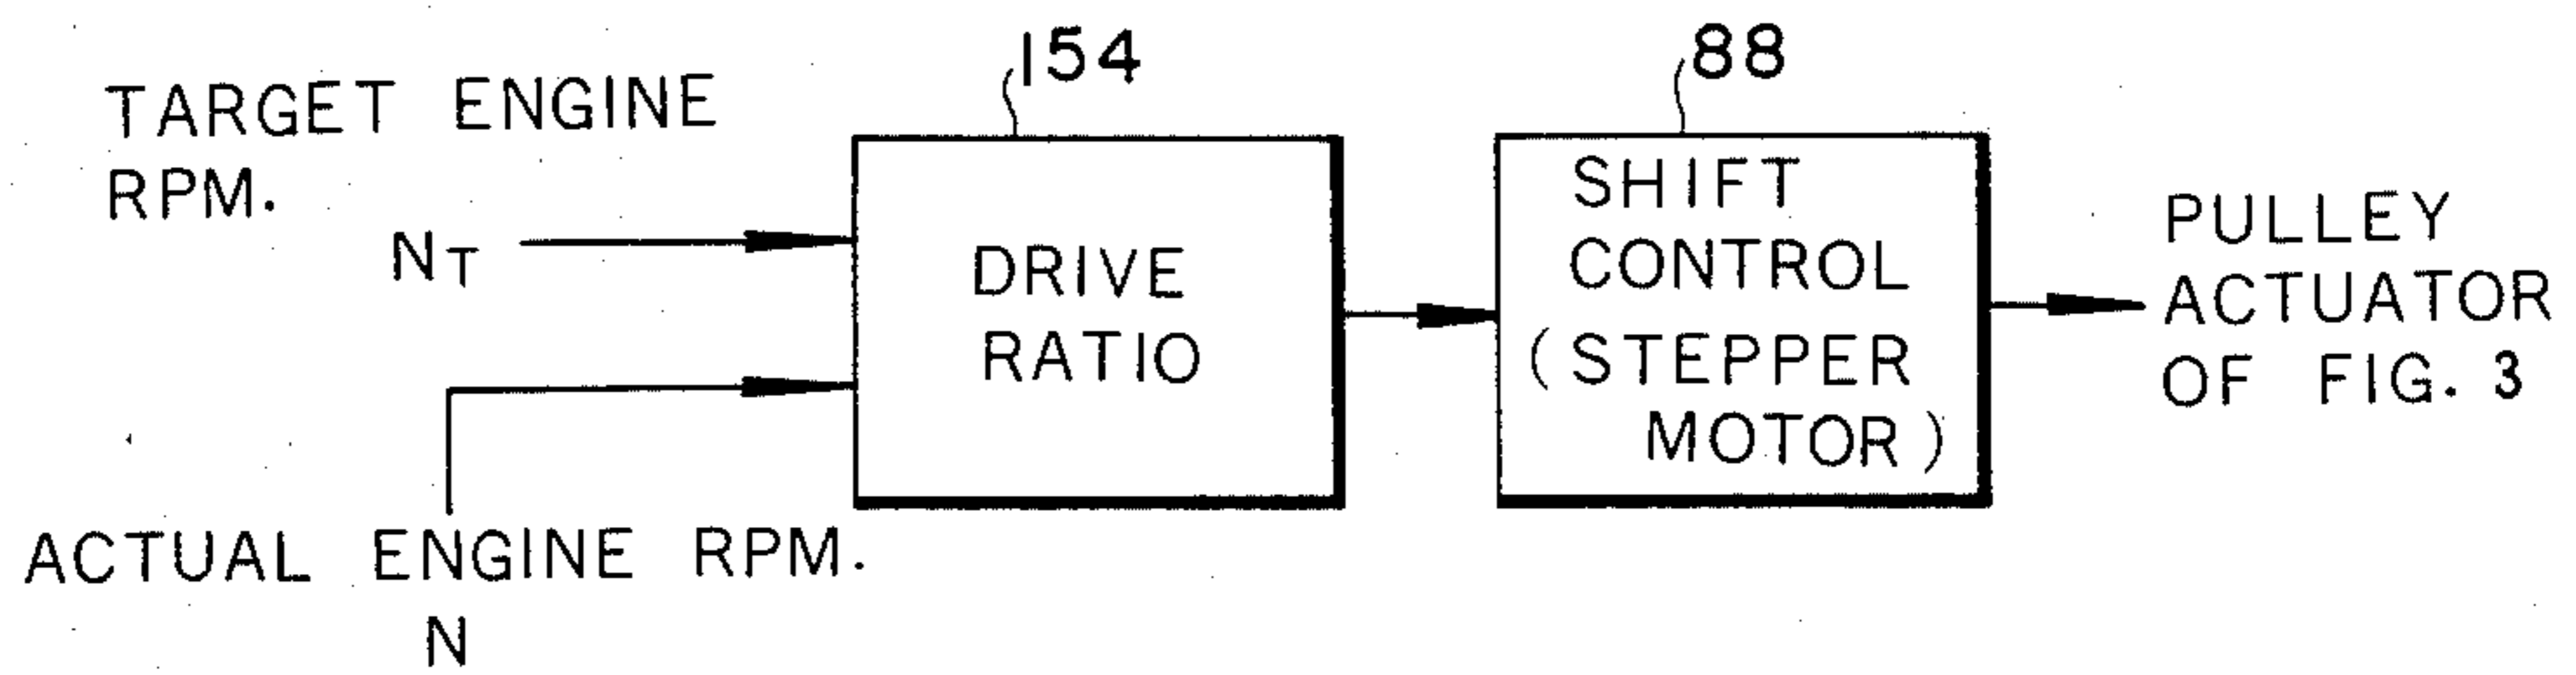 TARGET ENGINE
RPM.
NT
ACTUAL ENGINE RPM.
N
154
DRIVE
RATIO
88
SHIFT
CONTROL
(STEPPER
MOTOR)
PULLEY
ACTUATOR
OF FIG. 3